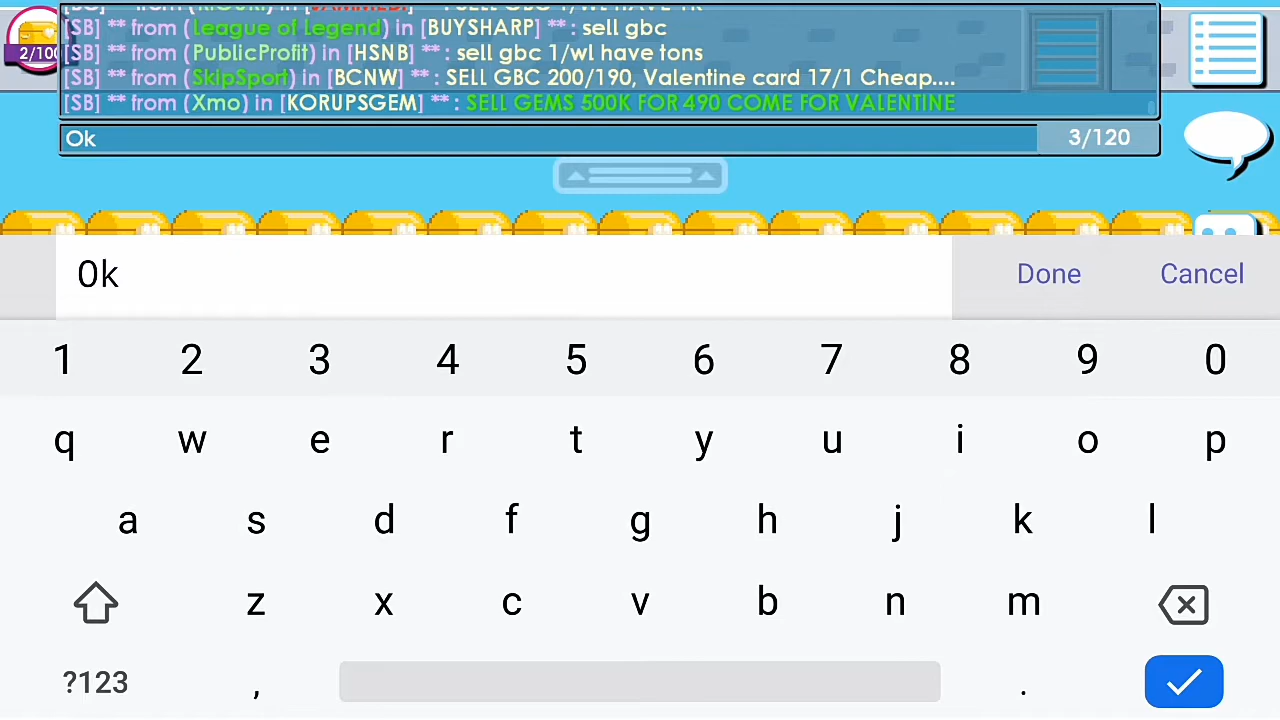 [SB] ** from (League of Legend) in [BUYSHARP] ** : sell gbc
2/100
[SB] ** from (PublicProfit) in [HSNB] ** : sell gbc 1/wl have tons
[SB] ** from (SkipSport) in [BCNW] ** : SELL GBC 200/190, Valentine card 17/1 Cheap....
[SB] ** from (Xmo) in [KORUPSGEM] ** : SELL GEMS 500K FOR 490 COME FOR VALENTINE
Ok 3/120
Ok Done Cancel
1 2 3 4 5 6 7 8 9 0
q w e r t y u i o p
a s d f g h j k l
z x c v b n m
?123 , .